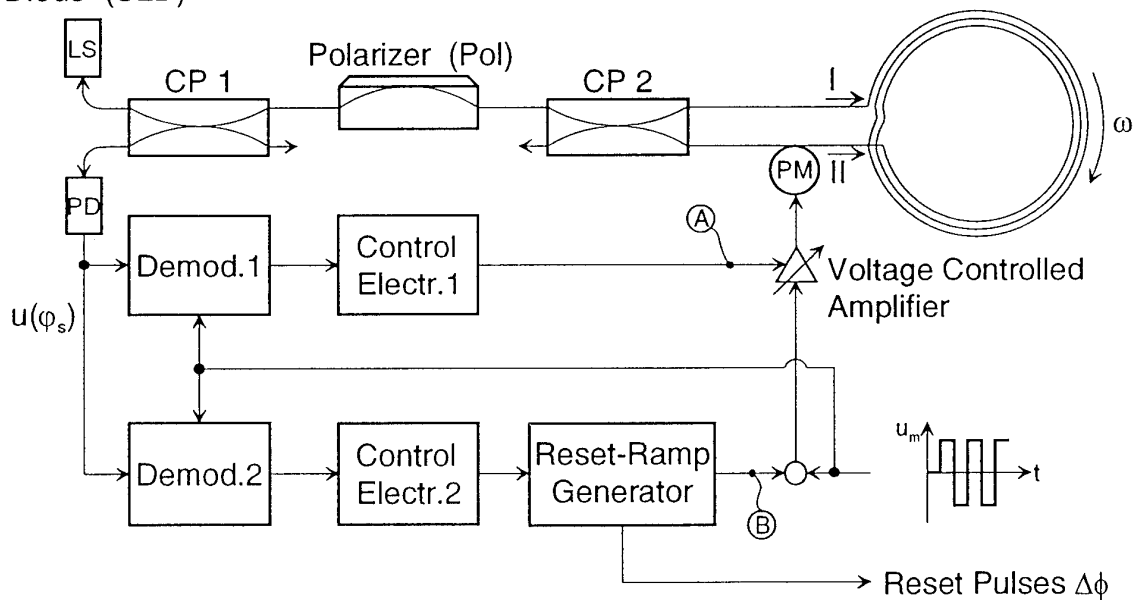 LS
Polarizer (Pol)
CP 1
CP 2
I
ω
PD
PM
II
A
Demod.1
Control
Electr.1
Voltage Controlled
Amplifier
u(φs)
Demod.2
Control
Electr.2
Reset-Ramp
Generator
B
um
t
Reset Pulses Δϕ